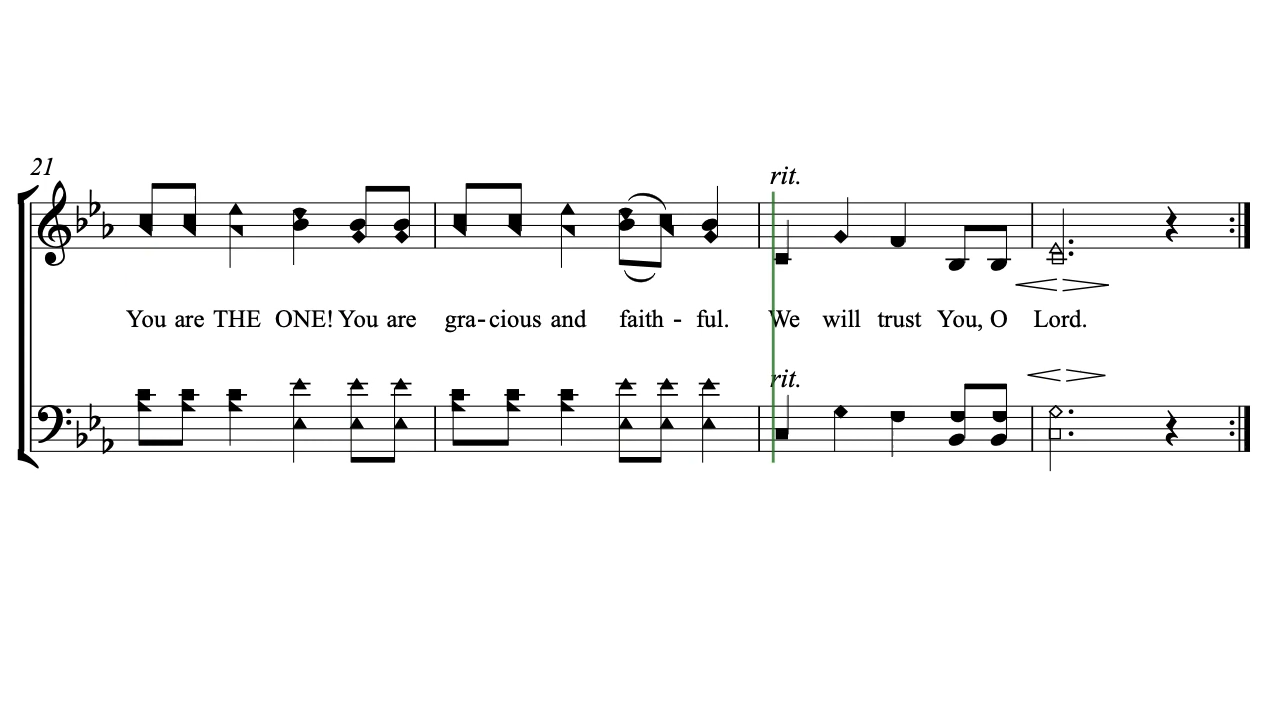 21
rit.
You are THE ONE! You are gra-cious and faith - ful. We will trust You, O Lord.
rit.